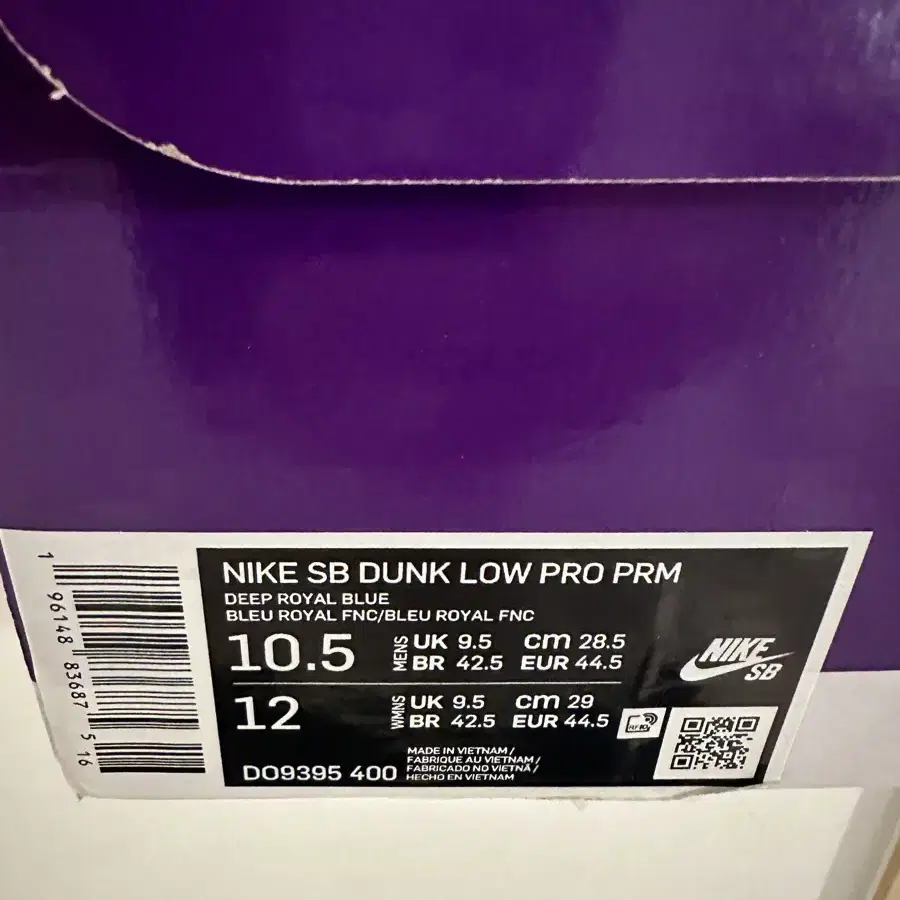 NIKE SB DUNK LOW PRO PRM
DEEP ROYAL BLUE
BLEU ROYAL FNC/BLEU ROYAL FNC
10.5 MENS UK 9.5 cm 28.5
BR 42.5 EUR 44.5
12 WMNS UK 9.5 cm 29
BR 42.5 EUR 44.5
NIKE
SB
RFID
DO9395 400
MADE IN VIETNAM /
FABRIQUE AU VIETNAM /
FABRICADO NO VIETNÃ /
HECHO EN VIETNAM
1 96148 83687 5 16